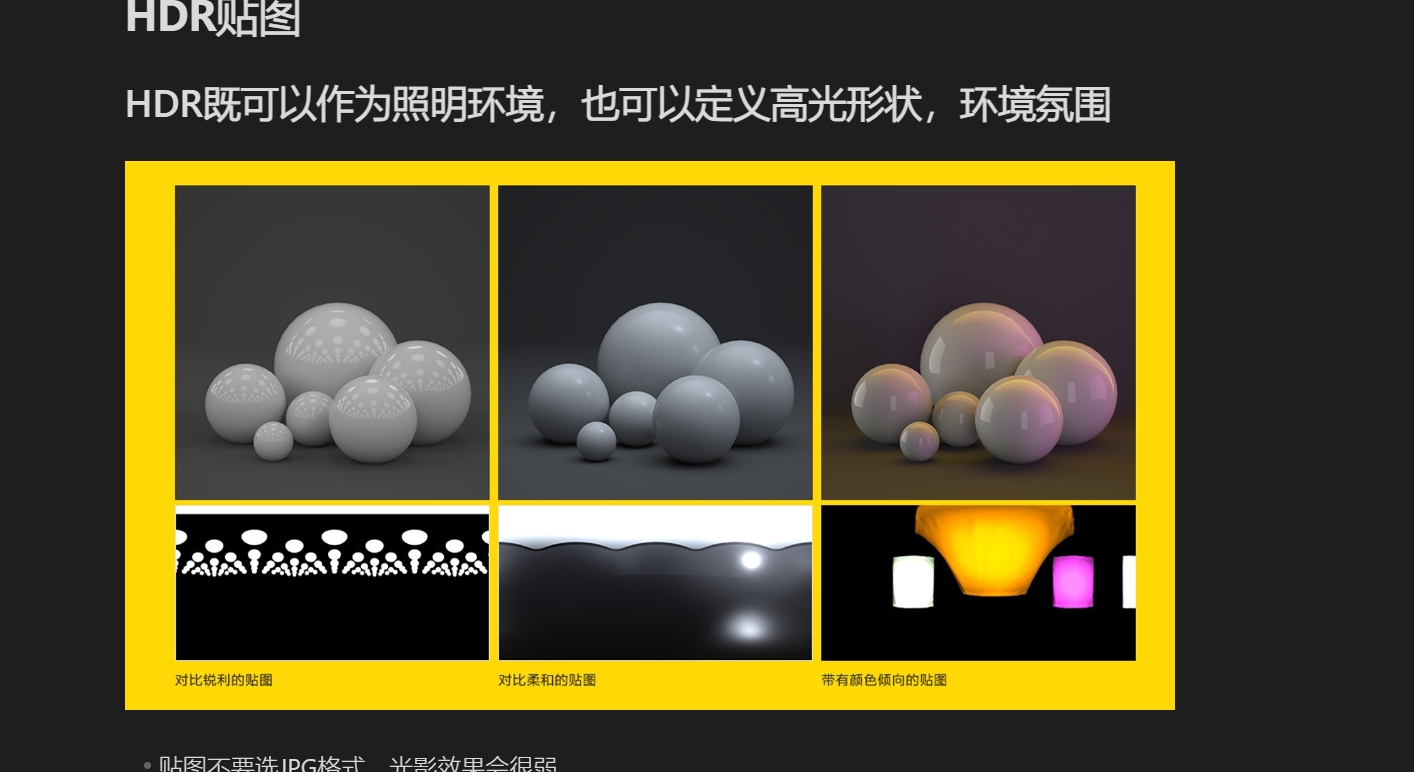 HDR贴图
HDR既可以作为照明环境，也可以定义高光形状，环境氛围
对比锐利的贴图
对比柔和的贴图
带有颜色倾向的贴图
贴图不要选JPG格式，光影效果会很弱